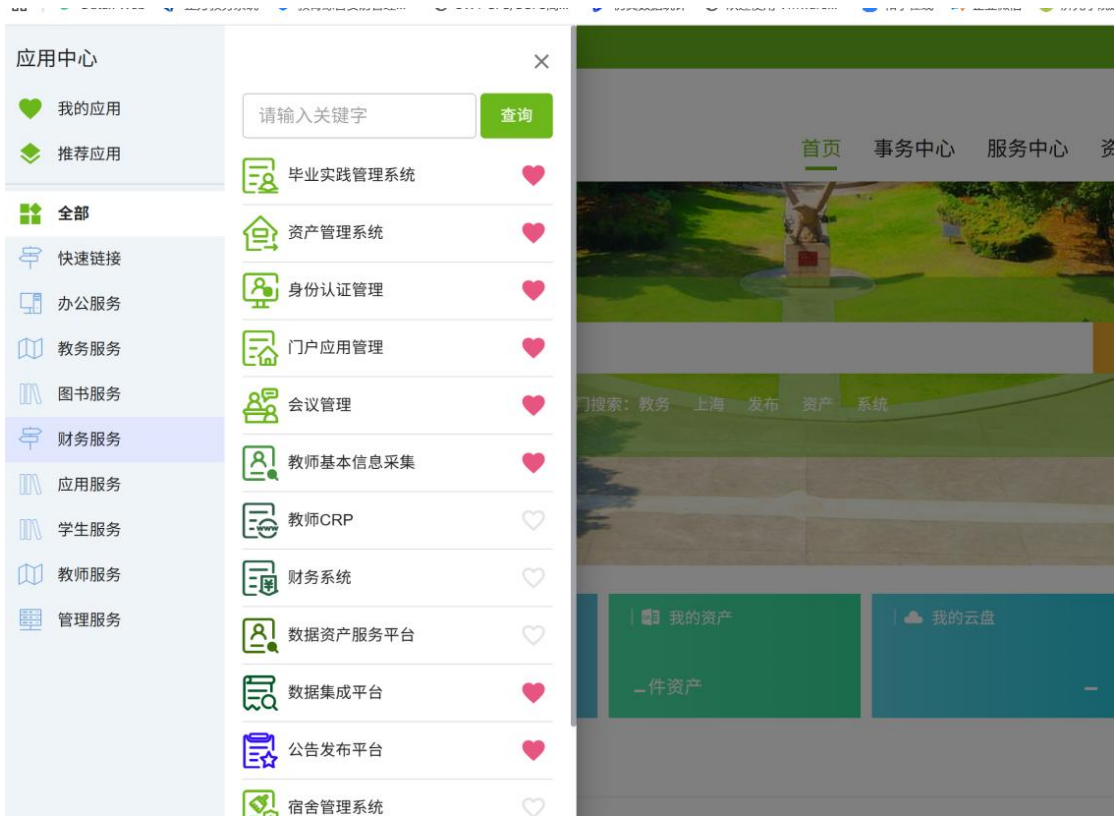 应用中心
我的应用
推荐应用
全部
快速链接
办公服务
教务服务
图书服务
财务服务
应用服务
学生服务
教师服务
管理服务
请输入关键字
查询
毕业实践管理系统
资产管理系统
身份认证管理
门户应用管理
会议管理
教师基本信息采集
教师CRP
财务系统
数据资产服务平台
数据集成平台
公告发布平台
宿舍管理系统
首页 事务中心 服务中心
门搜索: 教务 上海 发布 资产 系统
我的资产
件资产
我的云盘